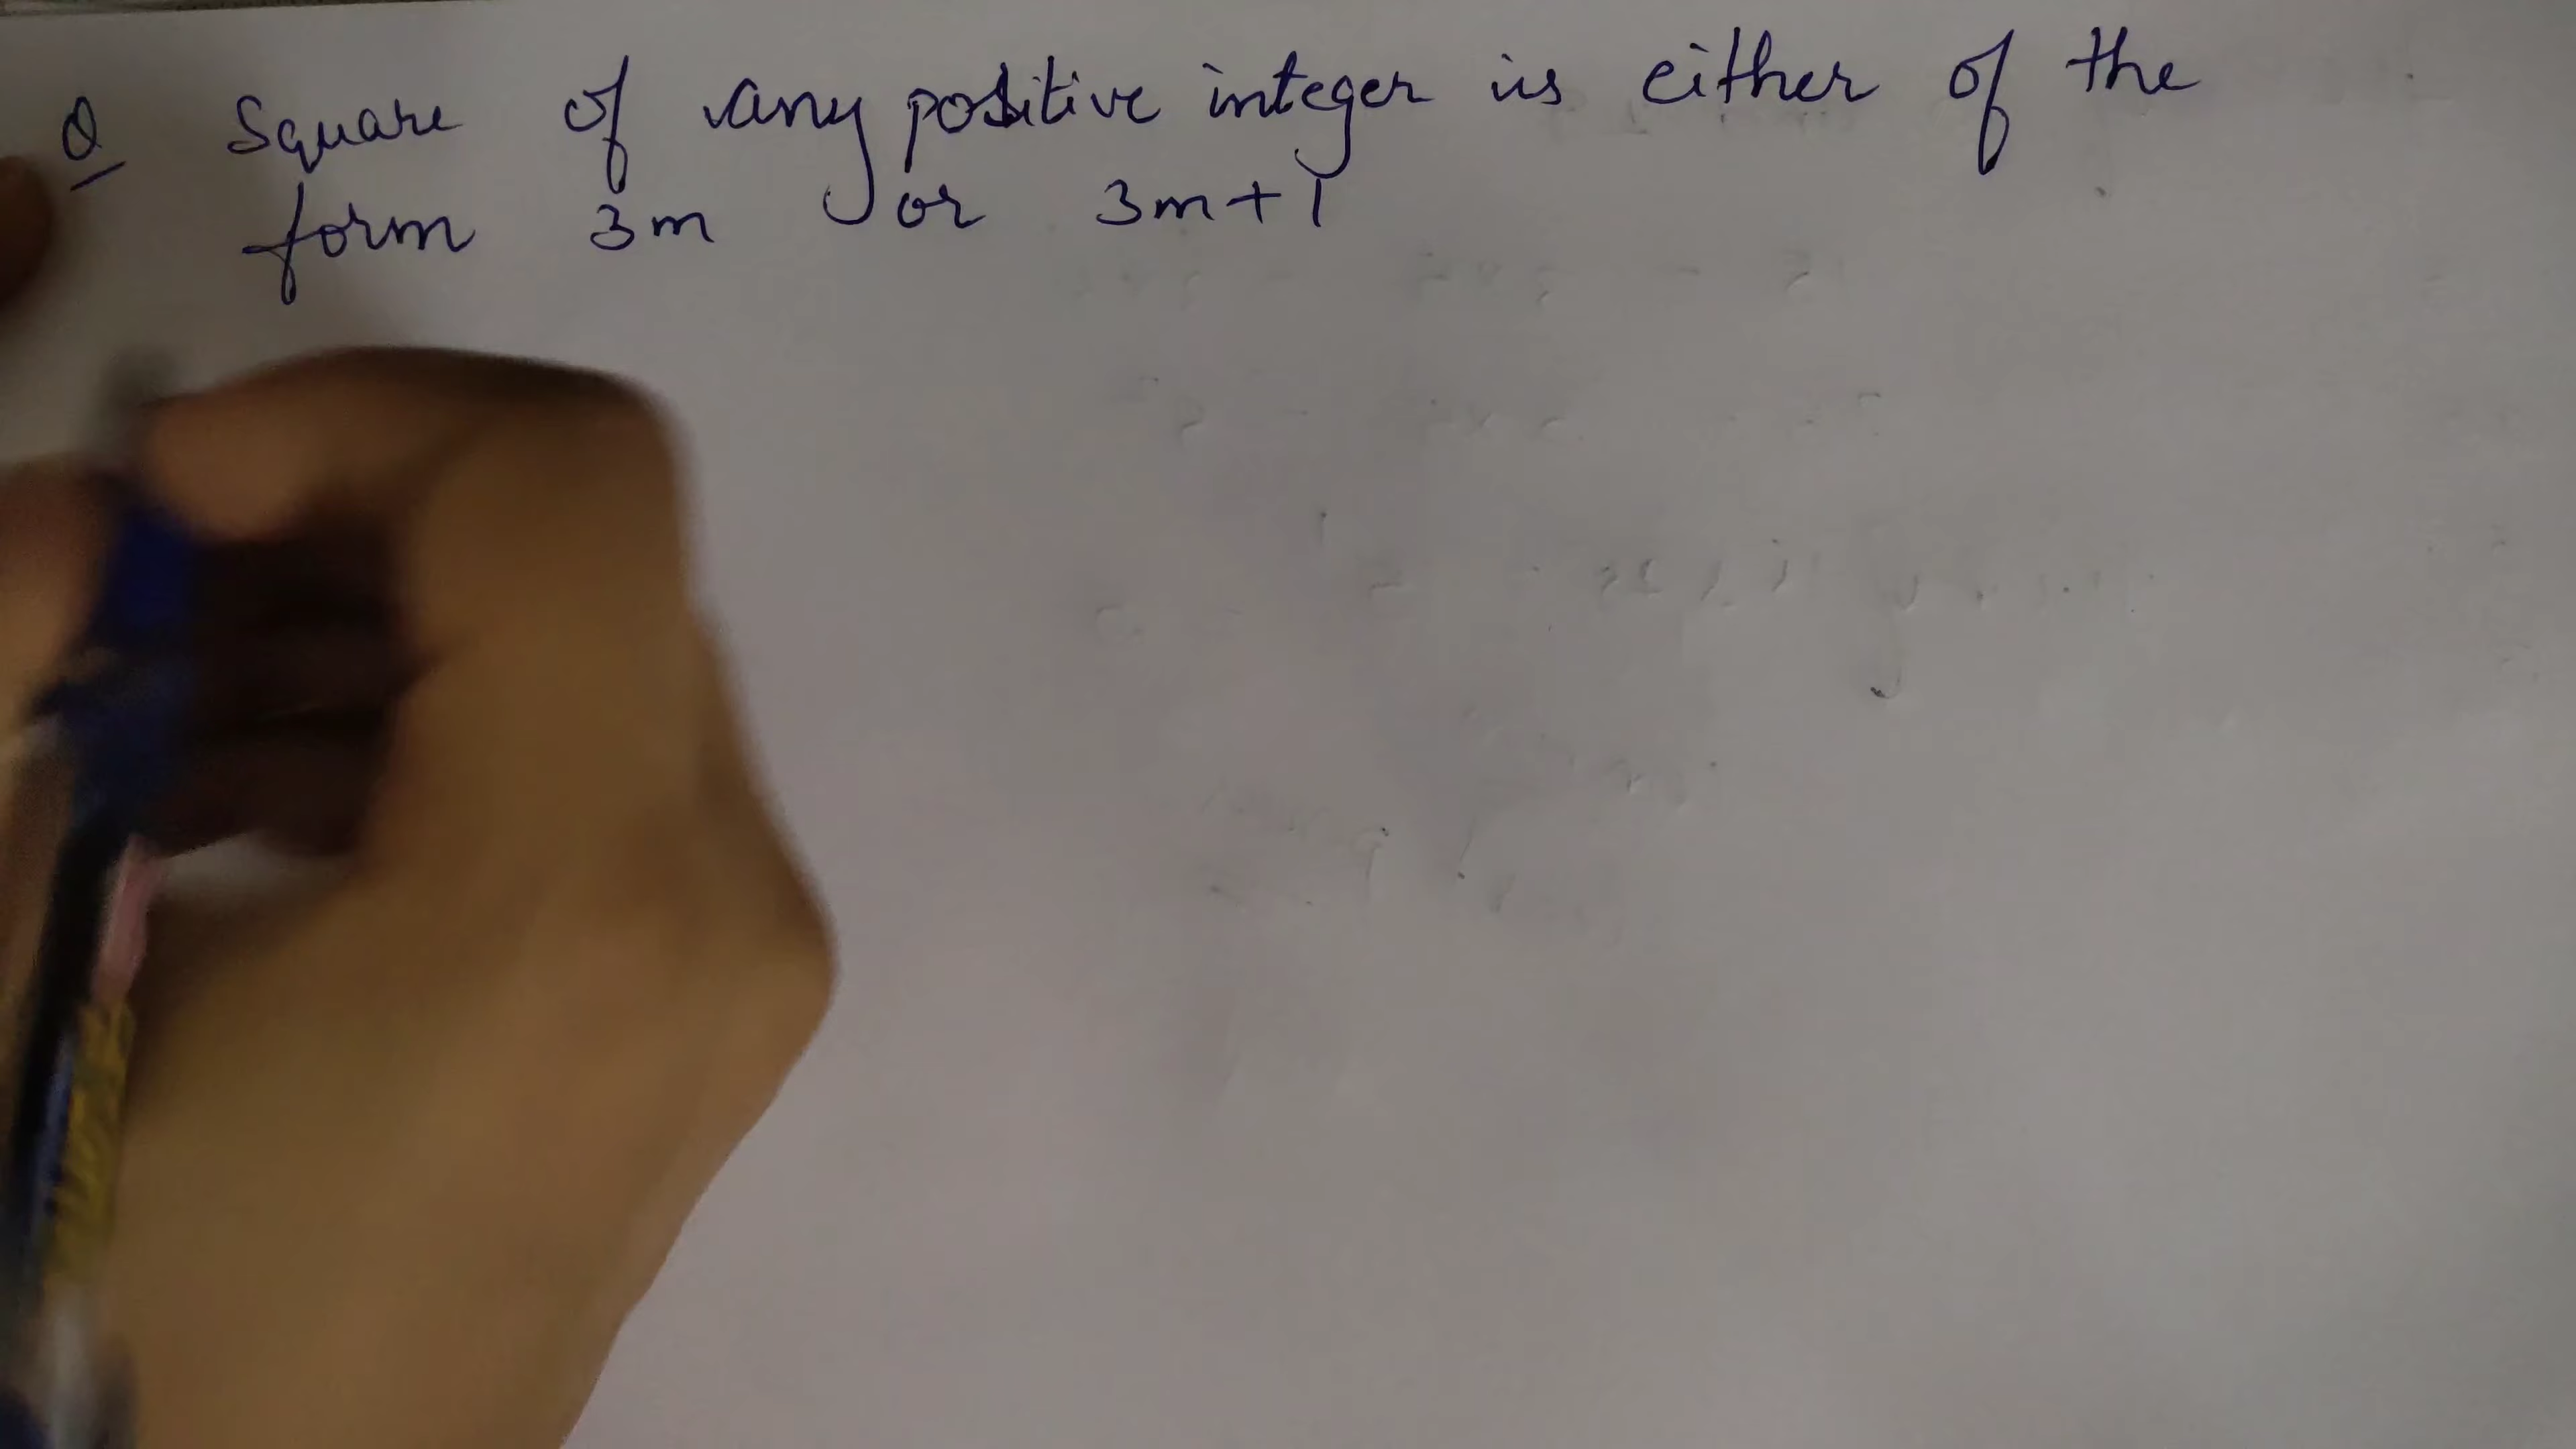 Q Square of any positive integer is either of the
form 3m or 3m+1